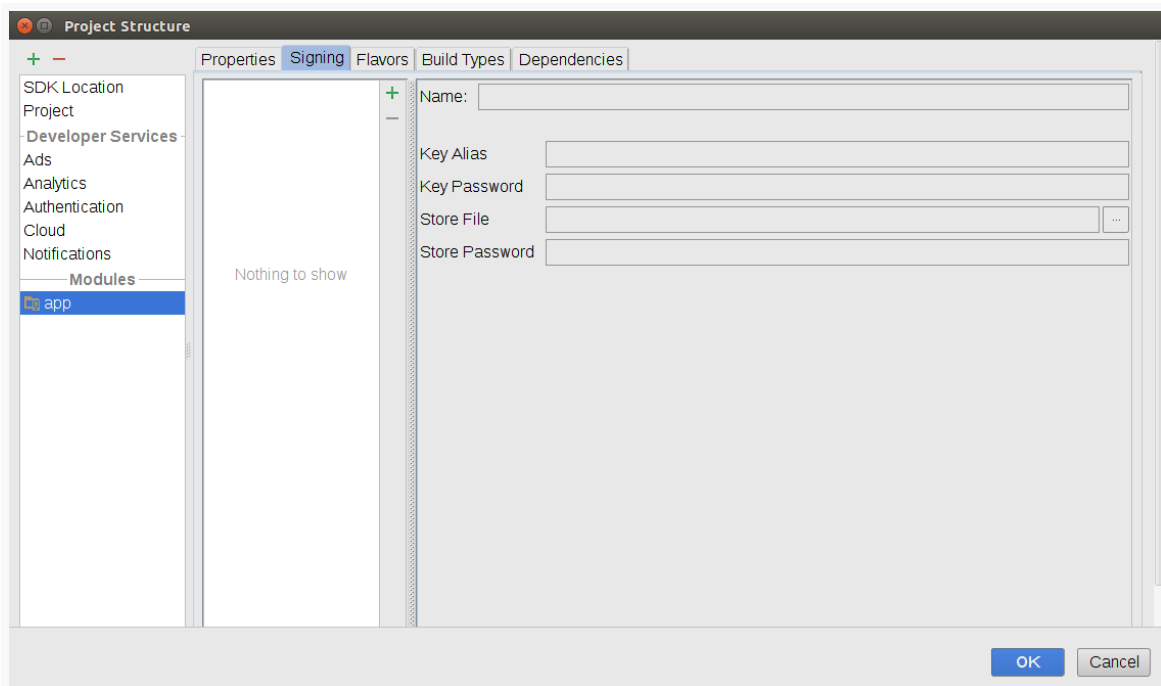 Project Structure
SDK Location
Project
Developer Services
Ads
Analytics
Authentication
Cloud
Notifications
Modules
app
Properties Signing Flavors Build Types Dependencies
Nothing to show
Name:
Key Alias
Key Password
Store File
...
Store Password
OK Cancel